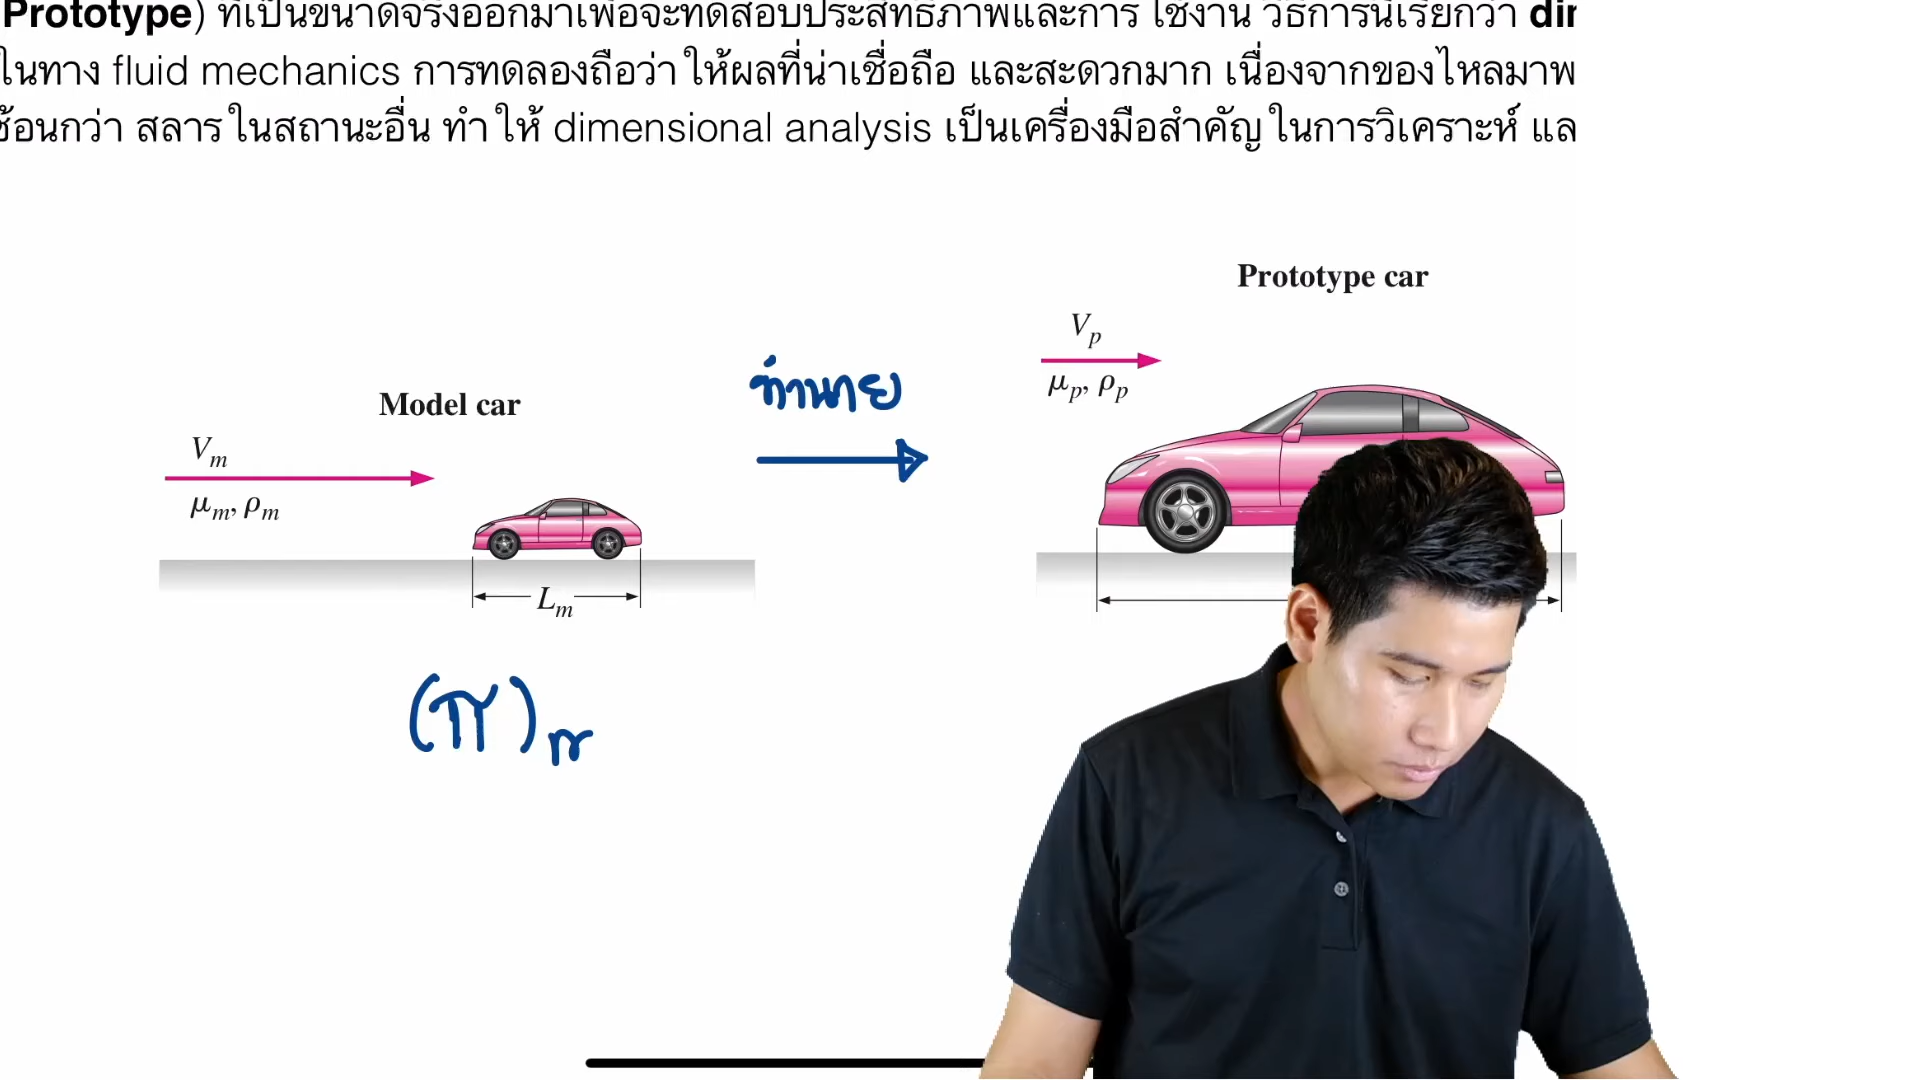 Prototype) ที่เป็นขนาดจริงออกมาเพื่อจะทดสอบประสิทธิภาพและการ ใช้งาน วิธีการนี้เรียกว่า dir
ในทาง fluid mechanics การทดลองถือว่า ให้ผลที่น่าเชื่อถือ และสะดวกมาก เนื่องจากของไหลมาพ
ซ้อนกว่า สสาร ในสถานะอื่น ทำ ให้ dimensional analysis เป็นเครื่องมือสำคัญ ในการวิเคราะห์ แล
Prototype car
Vp
μp, ρp
ทำนาย
Model car
Vm
μm, ρm
Lm
(π)m